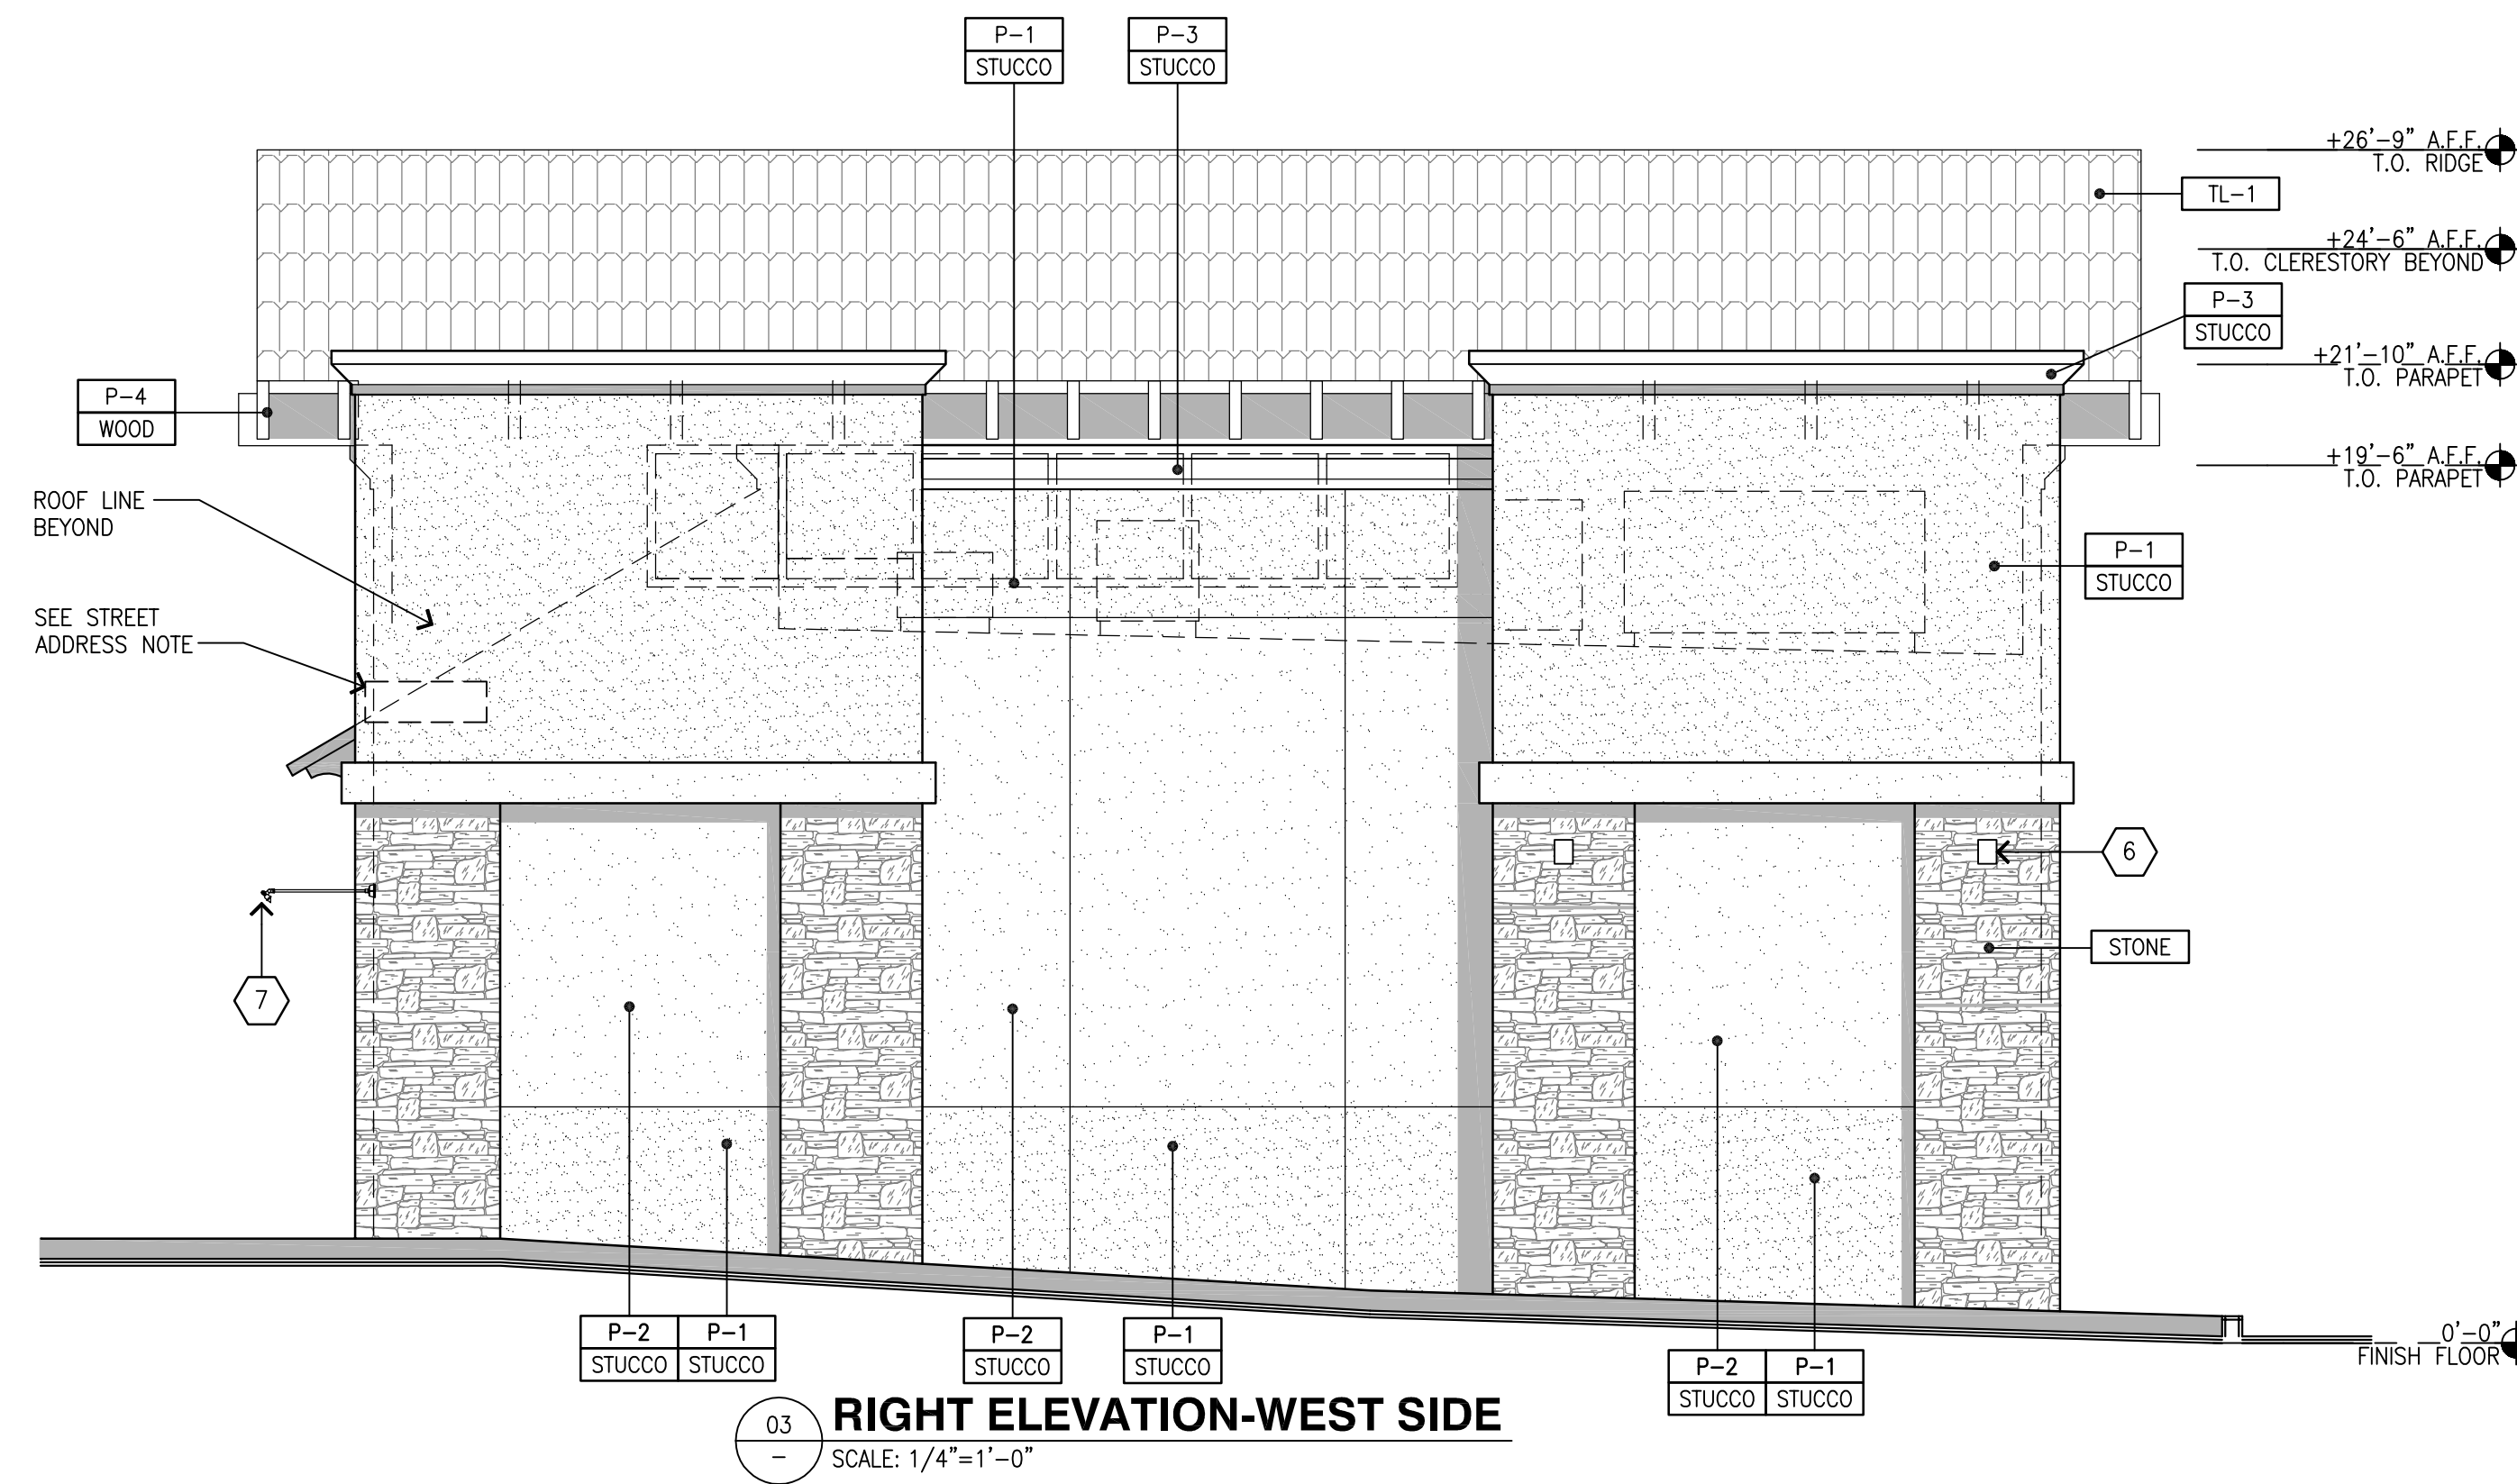 P-1
STUCCO
P-3
STUCCO
+26'-9" A.F.F.
T.O. RIDGE
TL-1
+24'-6" A.F.F.
T.O. CLERESTORY BEYOND
P-3
STUCCO
+21'-10" A.F.F.
T.O. PARAPET
P-4
WOOD
+19'-6" A.F.F.
T.O. PARAPET
ROOF LINE
BEYOND
P-1
STUCCO
SEE STREET
ADDRESS NOTE
6
STONE
7
P-2
STUCCO
P-1
STUCCO
P-2
STUCCO
P-1
STUCCO
P-2
STUCCO
P-1
STUCCO
0'-0"
FINISH FLOOR
03
-
RIGHT ELEVATION-WEST SIDE
SCALE: 1/4"=1'-0"